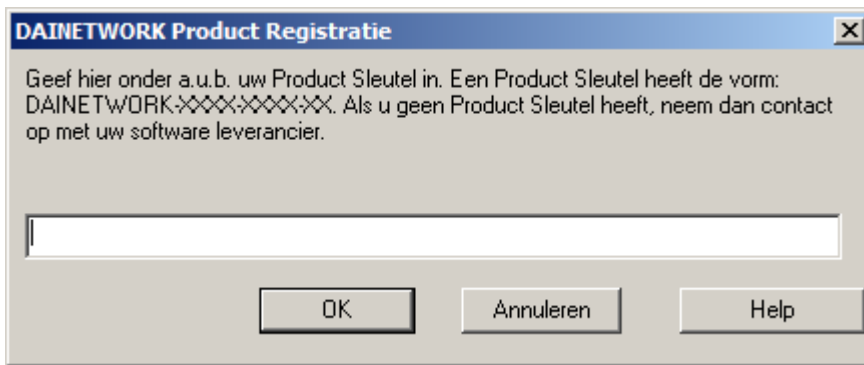 DAINETWORK Product Registratie
Geef hier onder a.u.b. uw Product Sleutel in. Een Product Sleutel heeft de vorm:
DAINETWORK-XXXX-XXXX-XX. Als u geen Product Sleutel heeft, neem dan contact
op met uw software leverancier.
OK Annuleren Help